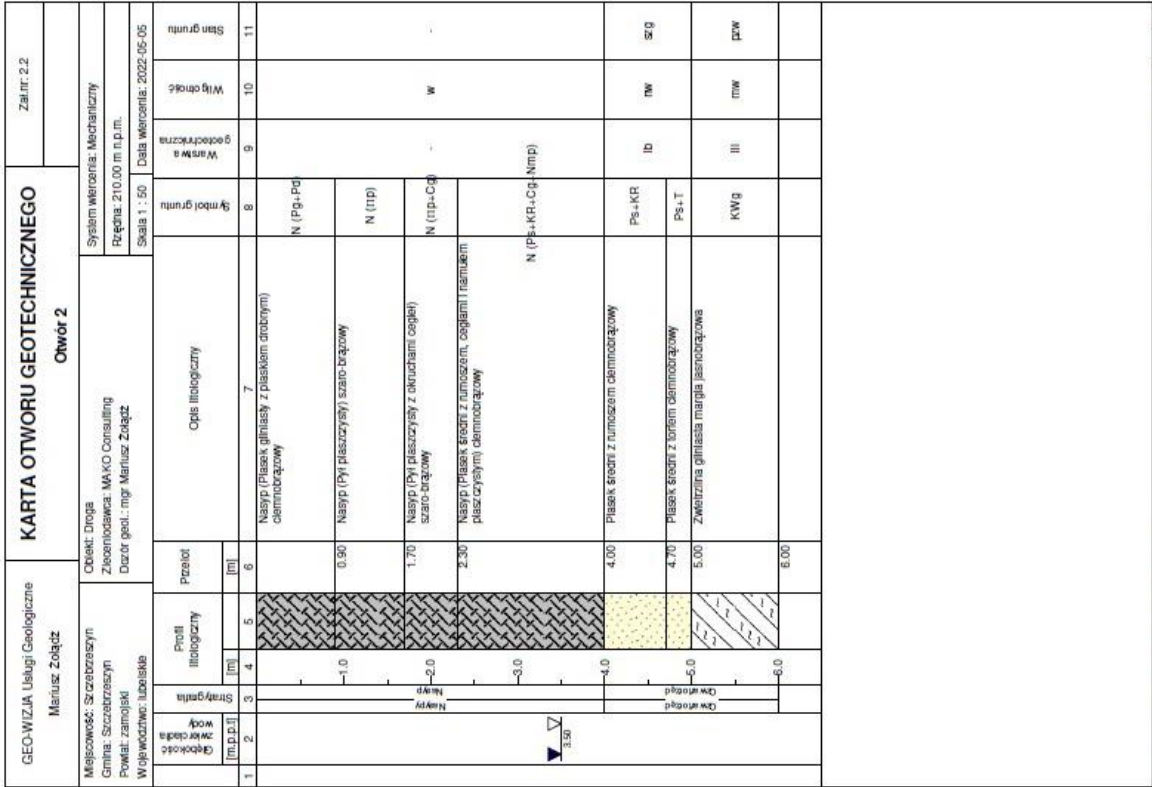 GEO-WIZJA Usługi Geologiczne
Mariusz Żołądź
KARTA OTWORU GEOTECHNICZNEGO
Otwór 2
Zał.nr: 2.2
Miejscowość: Szczebrzeszyn
Gmina: Szczebrzeszyn
Powiat: zamojski
Województwo: lubelskie
Obiekt: Droga
Zleceniodawca: MAKO Consulting
Dozór geol.: mgr Mariusz Żołądź
System wiercenia: Mechaniczny
Rzędna: 210.00 m n.p.m.
Skala 1 : 50
Data wiercenia: 2022-05-05
Głębokość zwierciadła wody
[m.p.p.t]
Stratygrafia
[m]
Profil litologiczny
Przelot
[m]
Opis litologiczny
Symbol gruntu
Warstwa geotechniczna
Wilgotność
Stan gruntu
1 2 3 4 5 6 7 8 9 10 11
Nasyp (Piasek gliniasty z piaskiem drobnym)
ciemnobrązowy
N (Pg+Pd)
0.90
Nasyp (Pył piaszczysty) szaro-brązowy
N (πp)
1.70
Nasyp (Pył piaszczysty z okruchami cegieł)
szaro-brązowy
N (πp+Cg)
- w -
2.30
Nasyp (Piasek średni z rumoszem, cegłami i namułem
piaszczystym) ciemnobrązowy
N (Ps+KR+Cg+Nmp)
4.00
Piasek średni z rumoszem ciemnobrązowy
Ps+KR
Ib nw szg
4.70
Piasek średni z torfem ciemnobrązowy
Ps+T
5.00
Zwietrzelina gliniasta margla jasnobrązowa
KWg
III mw pzw
6.00
1.0
2.0
3.0
4.0
5.0
6.0
Nasypy
Nasyp
Czwartorzęd
Czwartorzęd
3.50